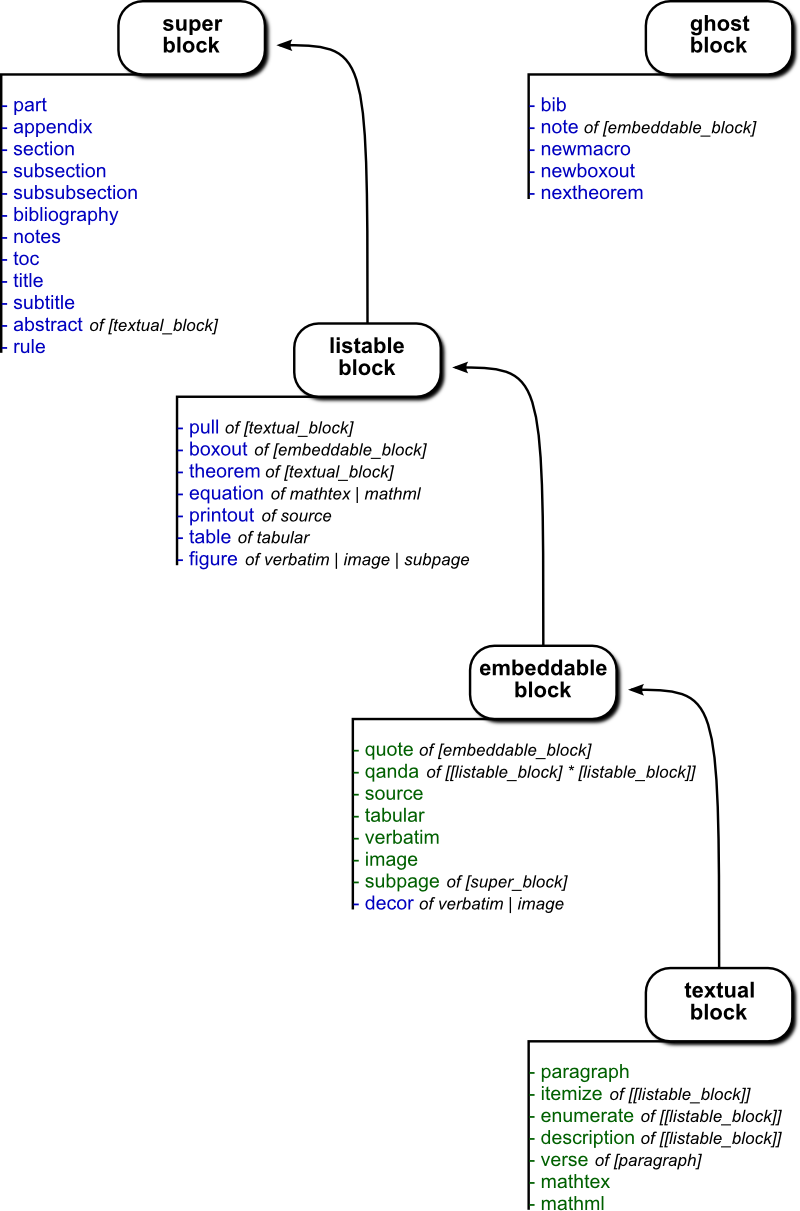 super
block
- part
- appendix
- section
- subsection
- subsubsection
- bibliography
- notes
- toc
- title
- subtitle
- abstract of [textual_block]
- rule
ghost
block
- bib
- note of [embeddable_block]
- newmacro
- newboxout
- nextheorem
listable
block
- pull of [textual_block]
- boxout of [embeddable_block]
- theorem of [textual_block]
- equation of mathtex | mathml
- printout of source
- table of tabular
- figure of verbatim | image | subpage
embeddable
block
- quote of [embeddable_block]
- qanda of [[listable_block] * [listable_block]]
- source
- tabular
- verbatim
- image
- subpage of [super_block]
- decor of verbatim | image
textual
block
- paragraph
- itemize of [[listable_block]]
- enumerate of [[listable_block]]
- description of [[listable_block]]
- verse of [paragraph]
- mathtex
- mathml